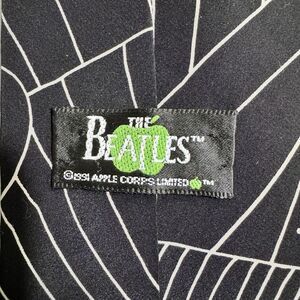 THE
BEATLES™
©1991 APPLE CORPS LIMITED ™